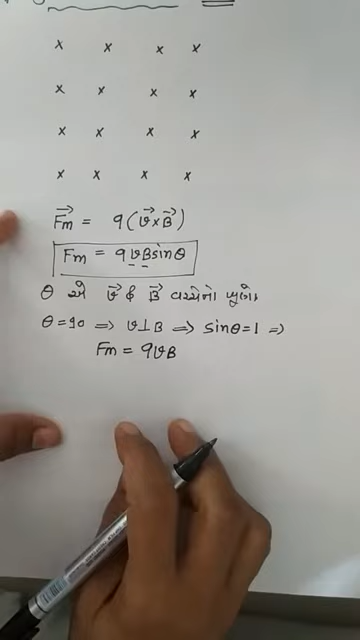 x x x x
x x x x
x x x x
x x x x
F⃗m = q(v⃗×B⃗)
Fm = qvBsinθ
θ એ v⃗ & B⃗ વચ્ચેનો ખૂણો
θ=90 ⇒ v⊥B ⇒ sinθ=1 ⇒
Fm = qvB